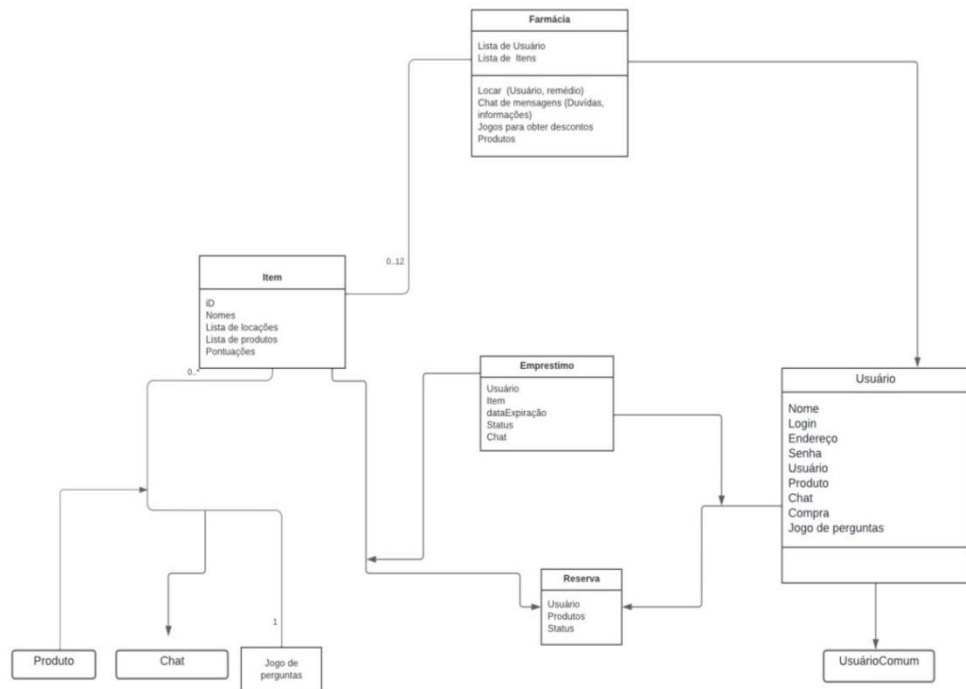 Farmácia
Lista de Usuário
Lista de Itens
Locar (Usuário, remédio)
Chat de mensagens (Duvídas,
informações)
Jogos para obter descontos
Produtos
0..12
Item
iD
Nomes
Lista de locações
Lista de produtos
Pontuações
0..*
Emprestimo
Usuário
Item
dataExpiração
Status
Chat
Usuário
Nome
Login
Endereço
Senha
Usuário
Produto
Chat
Compra
Jogo de perguntas
Reserva
Usuário
Produtos
Status
1
Produto
Chat
Jogo de
perguntas
UsuárioComum